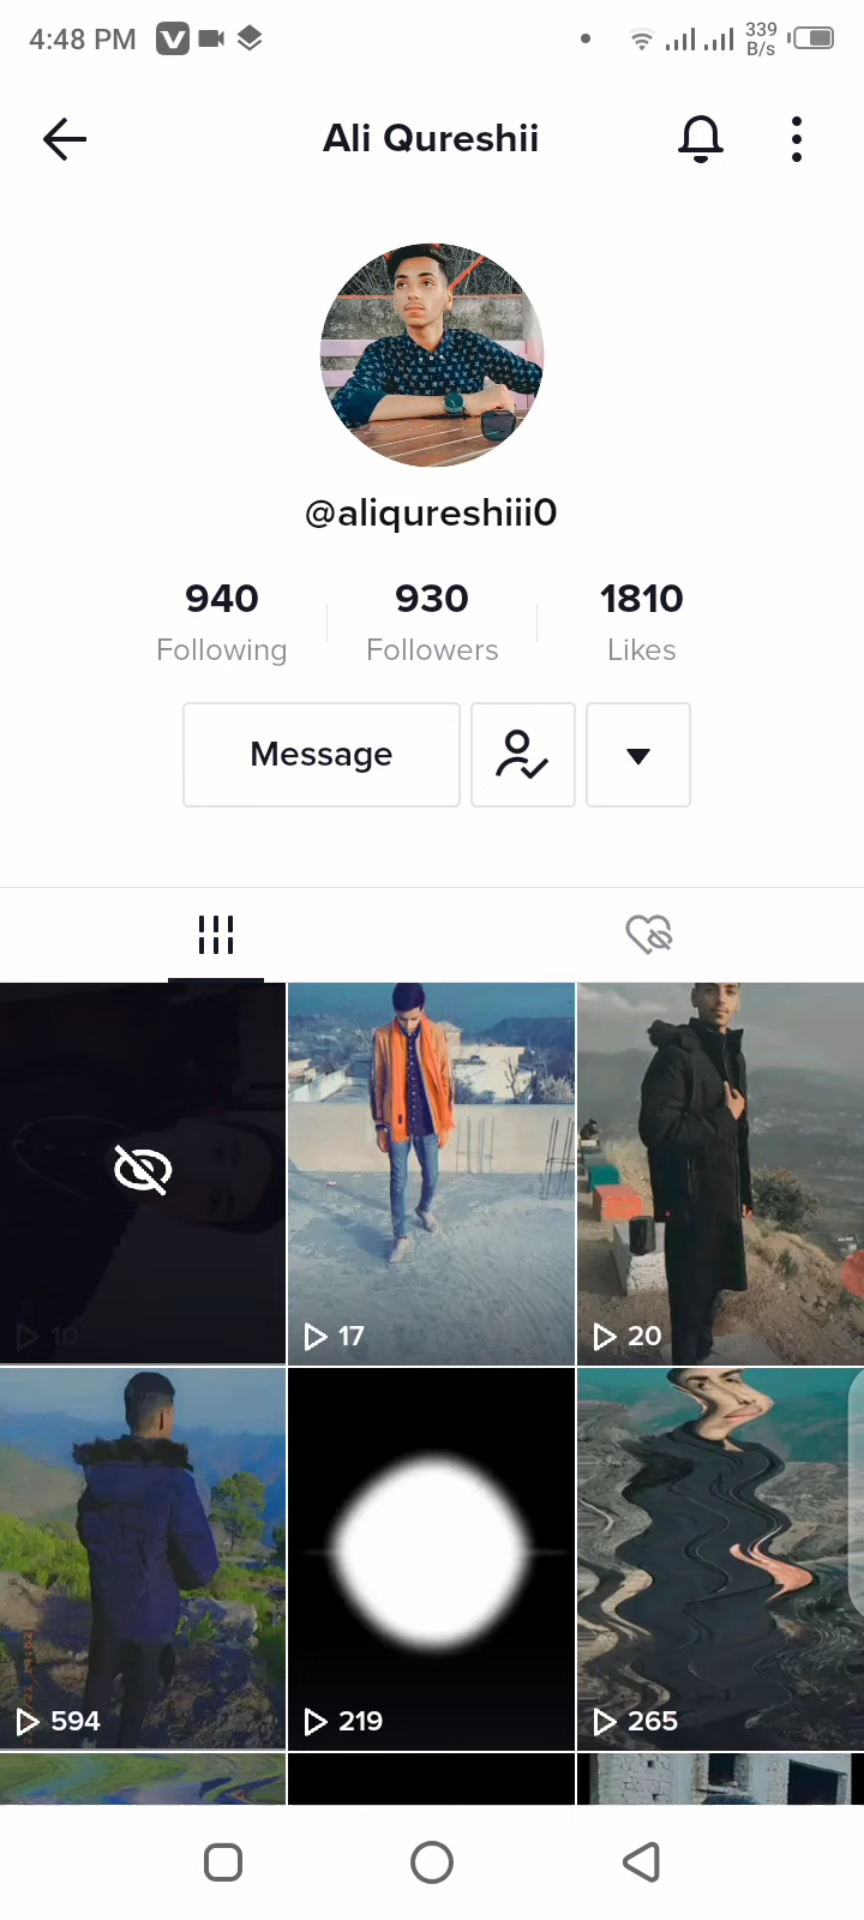 4:48 PM
339
B/s
Ali Qureshii
@aliqureshiii0
940
930
1810
Following
Followers
Likes
Message
10
17
20
594
219
265